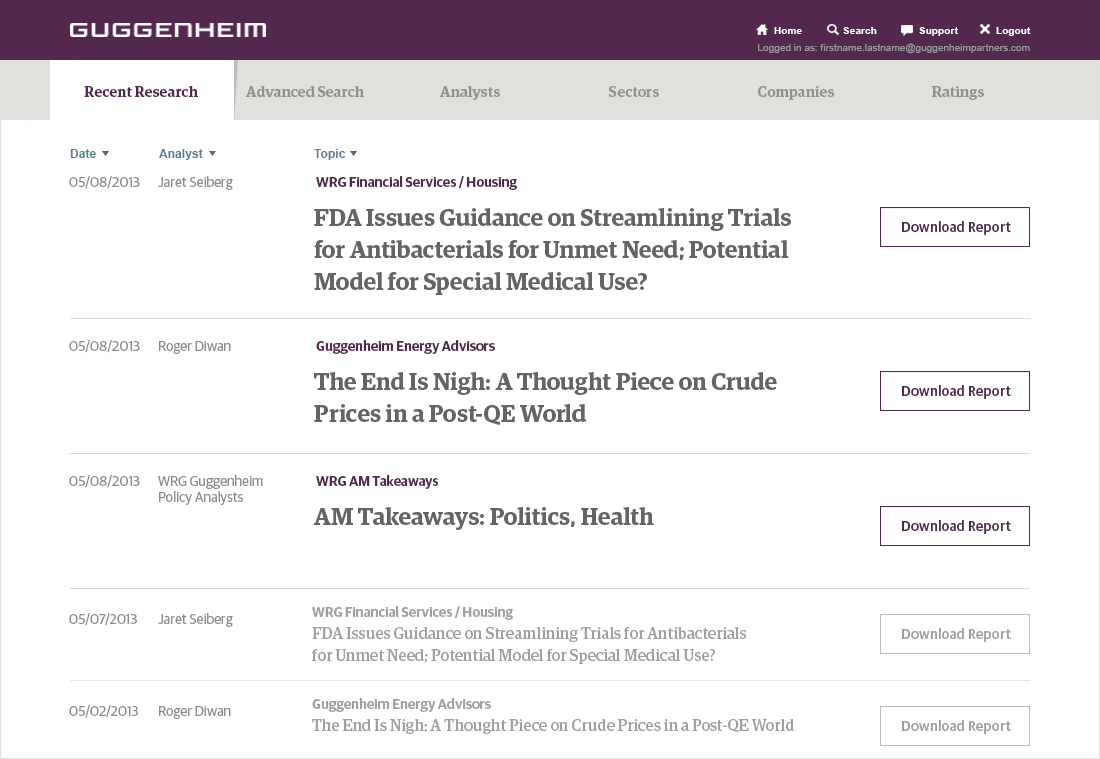 GUGGENHEIM
Home Search Support Logout
Logged in as: firstname.lastname@guggenheimpartners.com
Recent Research Advanced Search Analysts Sectors Companies Ratings
Date Analyst Topic
05/08/2013 Jaret Seiberg WRG Financial Services / Housing
FDA Issues Guidance on Streamlining Trials
for Antibacterials for Unmet Need; Potential
Model for Special Medical Use?
Download Report
05/08/2013 Roger Diwan Guggenheim Energy Advisors
The End Is Nigh: A Thought Piece on Crude
Prices in a Post-QE World
Download Report
05/08/2013 WRG Guggenheim
Policy Analysts
WRG AM Takeaways
AM Takeaways: Politics, Health
Download Report
05/07/2013 Jaret Seiberg WRG Financial Services / Housing
FDA Issues Guidance on Streamlining Trials for Antibacterials
for Unmet Need; Potential Model for Special Medical Use?
Download Report
05/02/2013 Roger Diwan Guggenheim Energy Advisors
The End Is Nigh: A Thought Piece on Crude Prices in a Post-QE World
Download Report